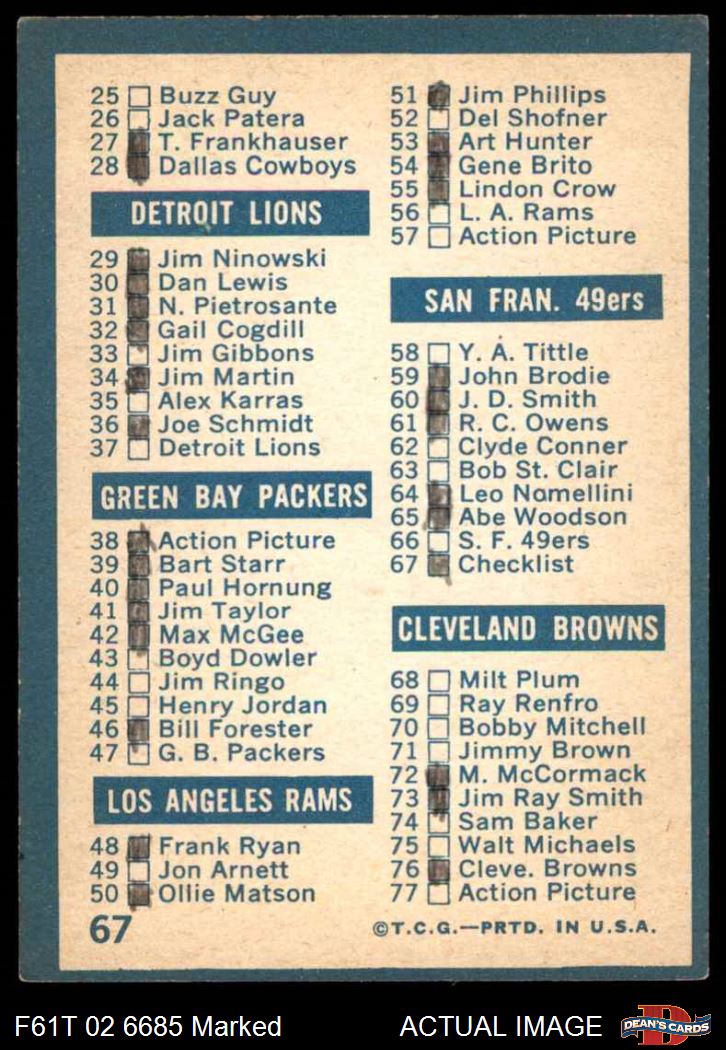 25 Buzz Guy
26 Jack Patera
27 T. Frankhauser
28 Dallas Cowboys
DETROIT LIONS
29 Jim Ninowski
30 Dan Lewis
31 N. Pietrosante
32 Gail Cogdill
33 Jim Gibbons
34 Jim Martin
35 Alex Karras
36 Joe Schmidt
37 Detroit Lions
GREEN BAY PACKERS
38 Action Picture
39 Bart Starr
40 Paul Hornung
41 Jim Taylor
42 Max McGee
43 Boyd Dowler
44 Jim Ringo
45 Henry Jordan
46 Bill Forester
47 G. B. Packers
LOS ANGELES RAMS
48 Frank Ryan
49 Jon Arnett
50 Ollie Matson
67
51 Jim Phillips
52 Del Shofner
53 Art Hunter
54 Gene Brito
55 Lindon Crow
56 L. A. Rams
57 Action Picture
SAN FRAN. 49ers
58 Y. A. Tittle
59 John Brodie
60 J. D. Smith
61 R. C. Owens
62 Clyde Conner
63 Bob St. Clair
64 Leo Nomellini
65 Abe Woodson
66 S. F. 49ers
67 Checklist
CLEVELAND BROWNS
68 Milt Plum
69 Ray Renfro
70 Bobby Mitchell
71 Jimmy Brown
72 M. McCormack
73 Jim Ray Smith
74 Sam Baker
75 Walt Michaels
76 Cleve. Browns
77 Action Picture
©T.C.G.—PRTD. IN U.S.A.
F61T 02 6685 Marked
ACTUAL IMAGE
D
DEAN'S CARDS